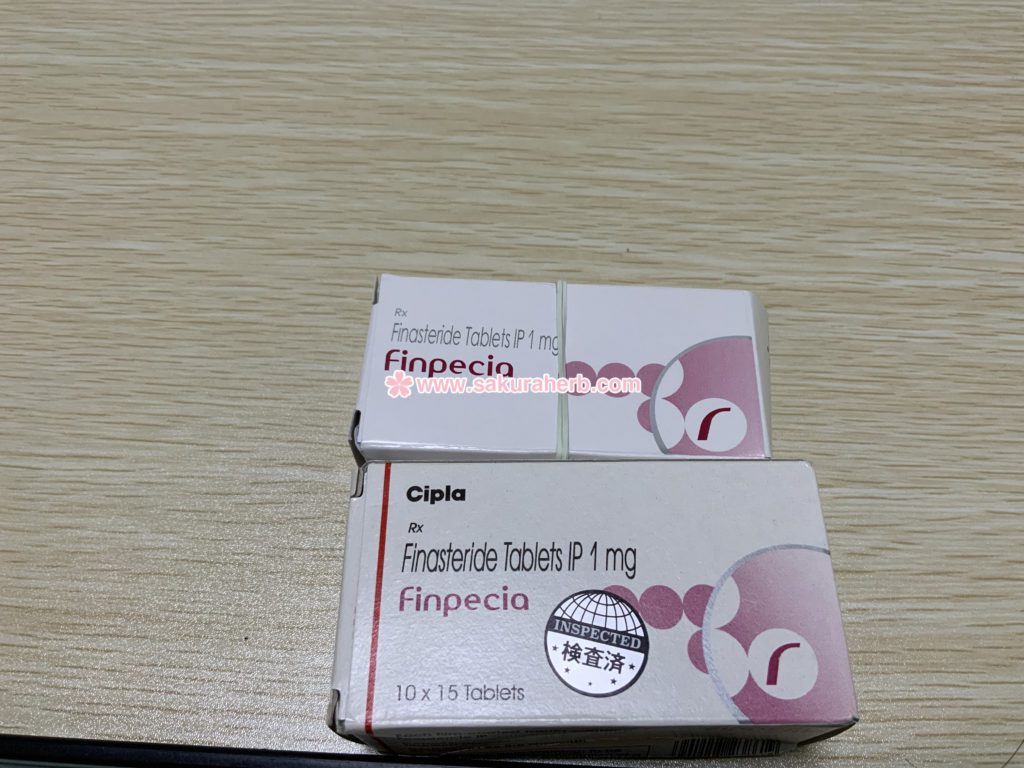 Rx
Finasteride Tablets IP 1 mg
Finpecia
www.sakuraherb.com
Cipla
Rx
Finasteride Tablets IP 1 mg
Finpecia
INSPECTED
検査済
10 x 15 Tablets